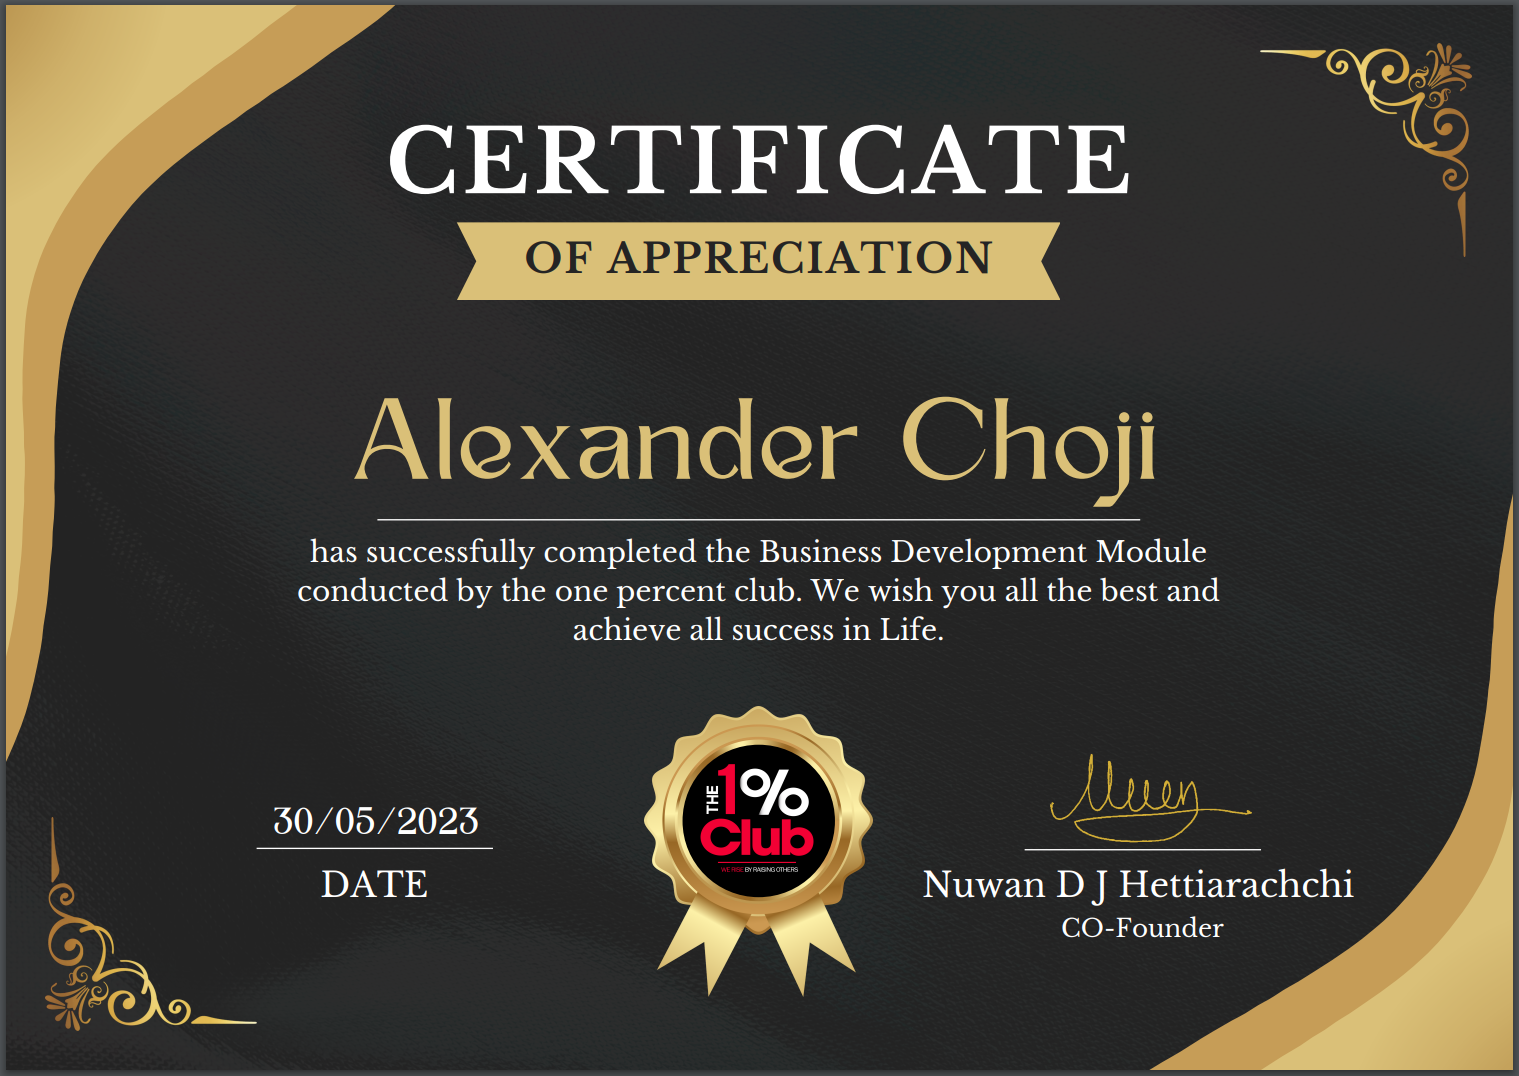 CERTIFICATE
OF APPRECIATION
Alexander Choji
has successfully completed the Business Development Module
conducted by the one percent club. We wish you all the best and
achieve all success in Life.
THE 1%
Club
WE RISE BY RAISING OTHERS
30/05/2023
DATE
Nuwan D J Hettiarachchi
CO-Founder